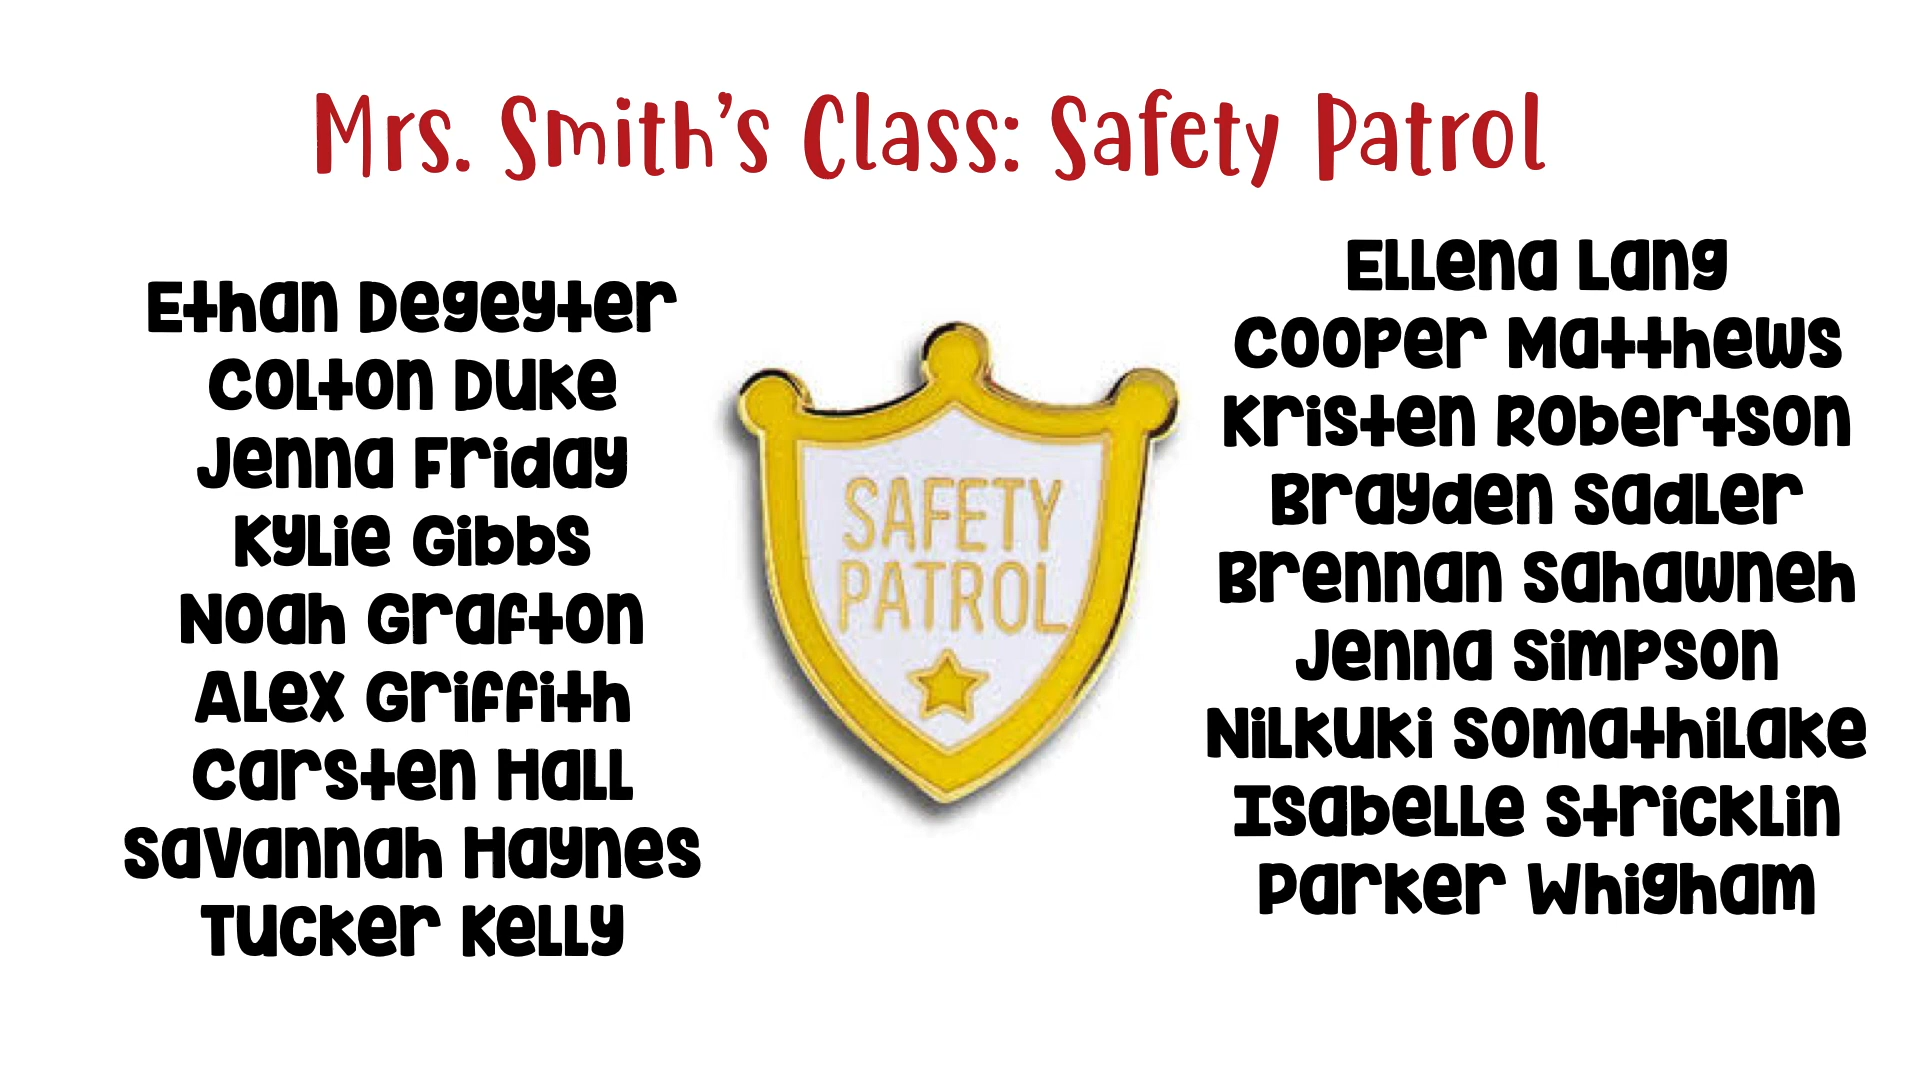 Mrs. Smith's Class: Safety Patrol
Ethan Degeyter
Colton Duke
Jenna Friday
Kylie Gibbs
Noah Grafton
Alex Griffith
Carsten Hall
Savannah Haynes
Tucker Kelly
SAFETY
PATROL
Ellena Lang
Cooper Matthews
Kristen Robertson
Brayden Sadler
Brennan Sahawneh
Jenna Simpson
Nilkuki Somathilake
Isabelle Stricklin
Parker Whigham